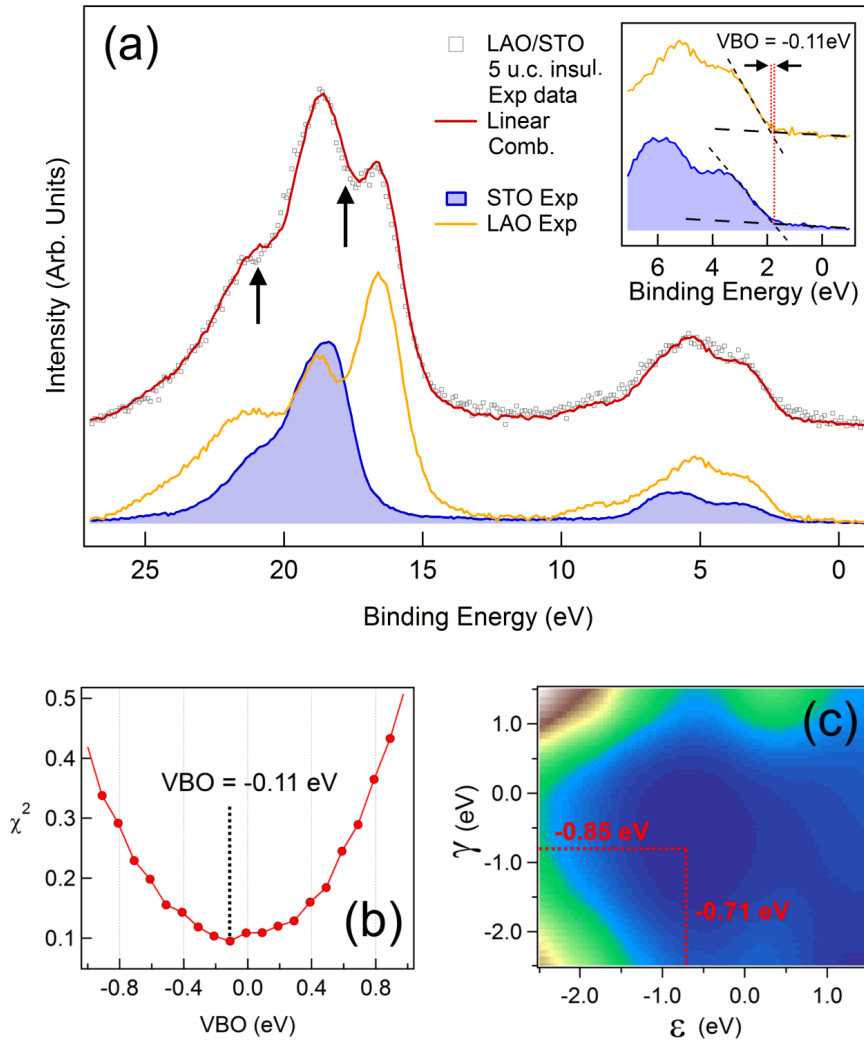 (a)
LAO/STO
5 u.c. insul.
Exp data
Linear
Comb.
STO Exp
LAO Exp
VBO = -0.11eV
6 4 2 0
Binding Energy (eV)
Intensity (Arb. Units)
25 20 15 10 5 0
Binding Energy (eV)
0.5
0.4
0.3
0.2
0.1
χ²
VBO = -0.11 eV
(b)
-0.8 -0.4 0.0 0.4 0.8
VBO (eV)
(c)
1.0
0.0
-1.0
-2.0
γ (eV)
-0.85 eV
-0.71 eV
-2.0 -1.0 0.0 1.0
ε (eV)